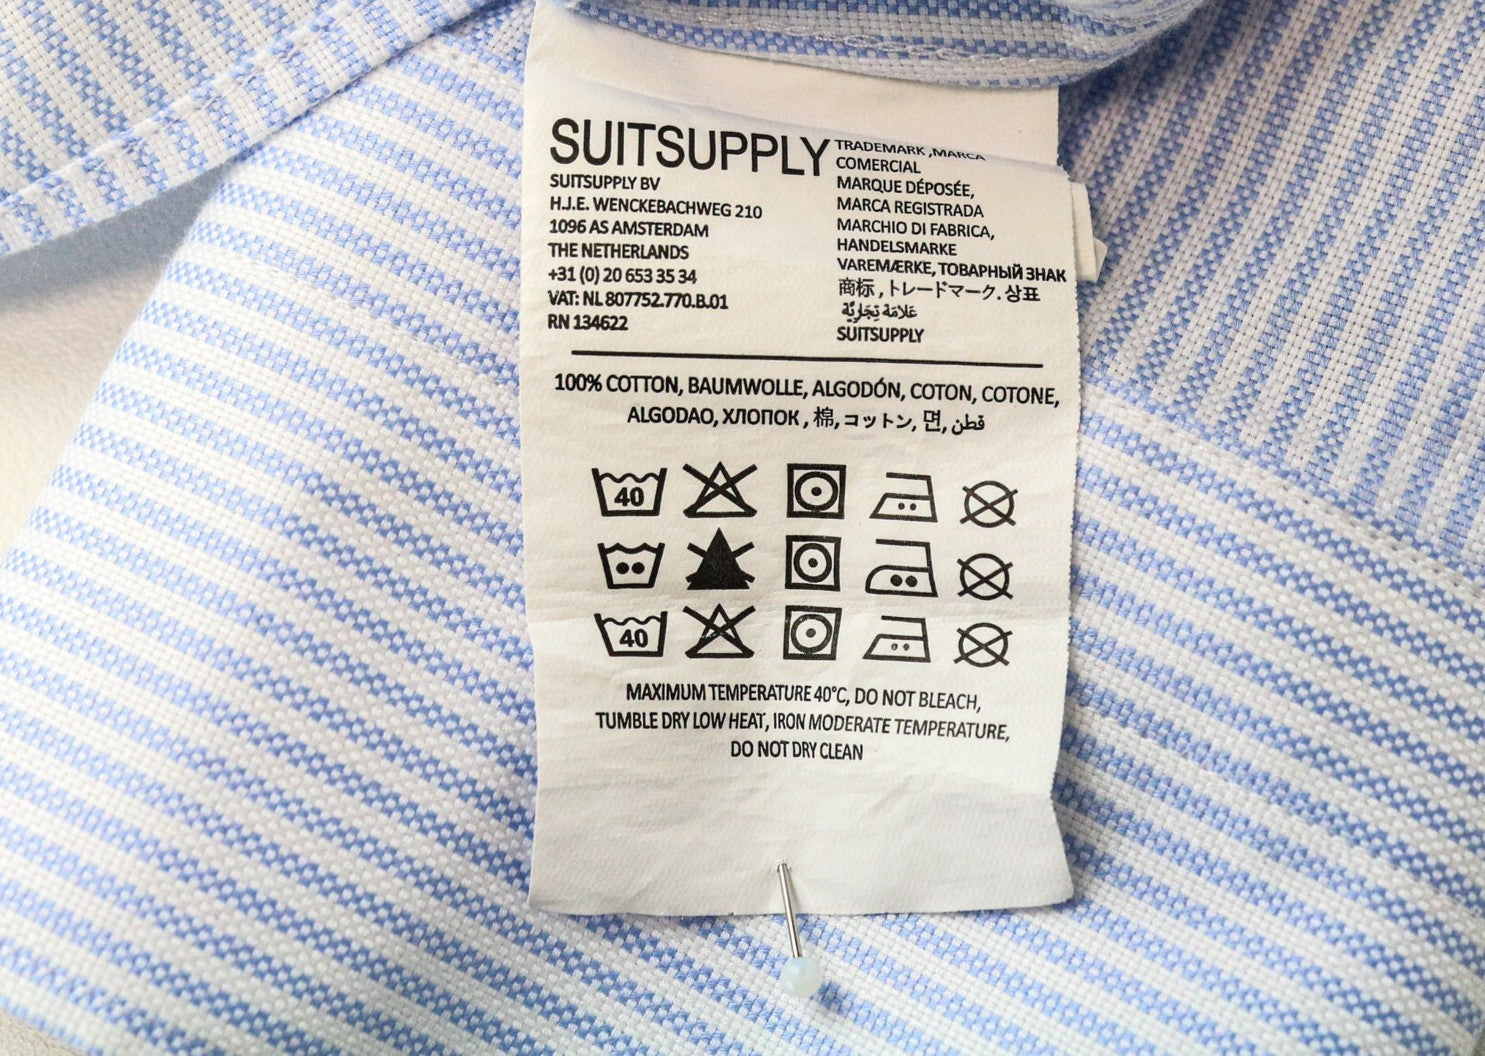 SUITSUPPLY
SUITSUPPLY BV
H.J.E. WENCKEBACHWEG 210
1096 AS AMSTERDAM
THE NETHERLANDS
+31 (0) 20 653 35 34
VAT: NL 807752.770.B.01
RN 134622
TRADEMARK ,MARCA
COMERCIAL
MARQUE DÉPOSÉE,
MARCA REGISTRADA
MARCHIO DI FABRICA,
HANDELSMARKE
VAREMÆRKE, ТОВАРНЫЙ ЗНАК
商标 , トレードマーク. 상표
عَلَامَة تِجَارِيَّة
SUITSUPPLY
100% COTTON, BAUMWOLLE, ALGODÓN, COTON, COTONE,
ALGODAO, ХЛОПОК , 棉, コットン, 면, قطن
40
40
MAXIMUM TEMPERATURE 40°C, DO NOT BLEACH,
TUMBLE DRY LOW HEAT, IRON MODERATE TEMPERATURE,
DO NOT DRY CLEAN